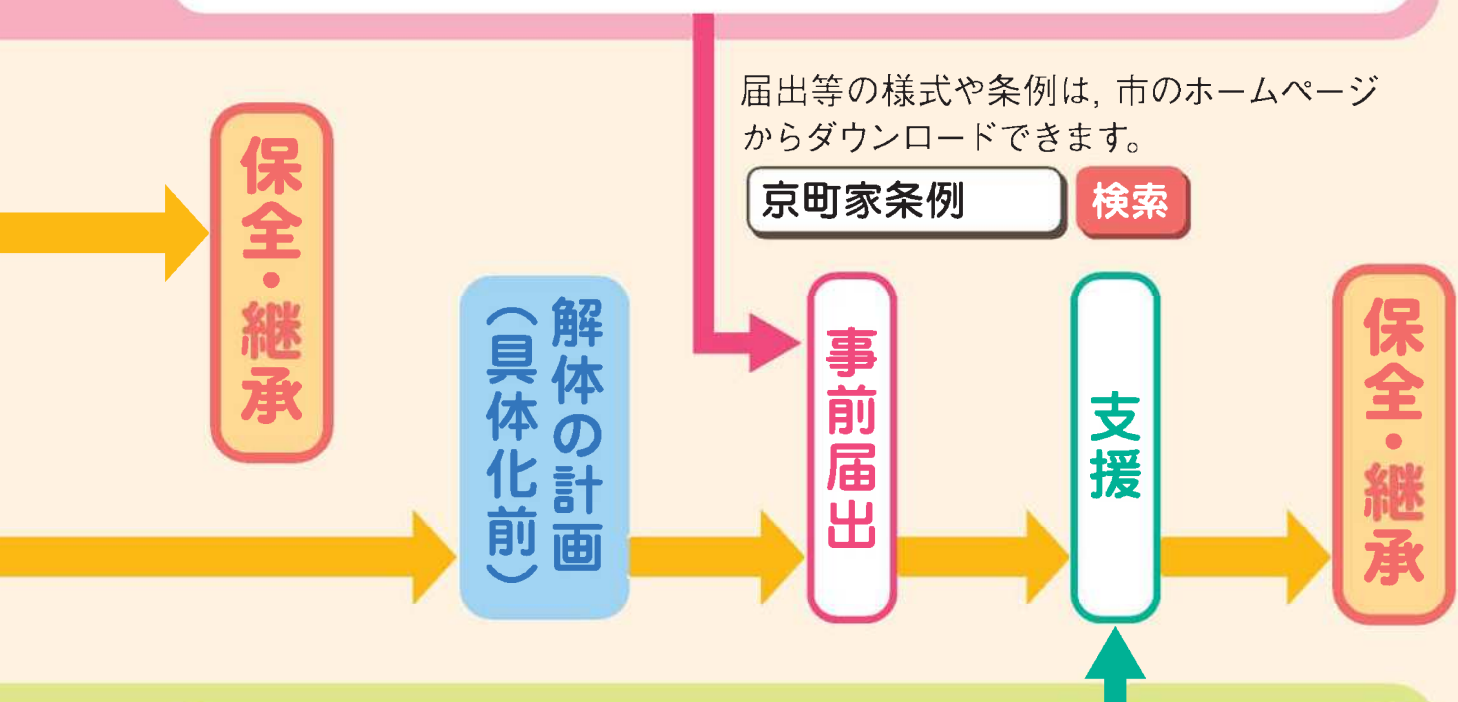 届出等の様式や条例は,市のホームページ
からダウンロードできます。
京町家条例
検索
保全・継承
解体の計画
(具体化前)
事前届出
支援
保全・継承